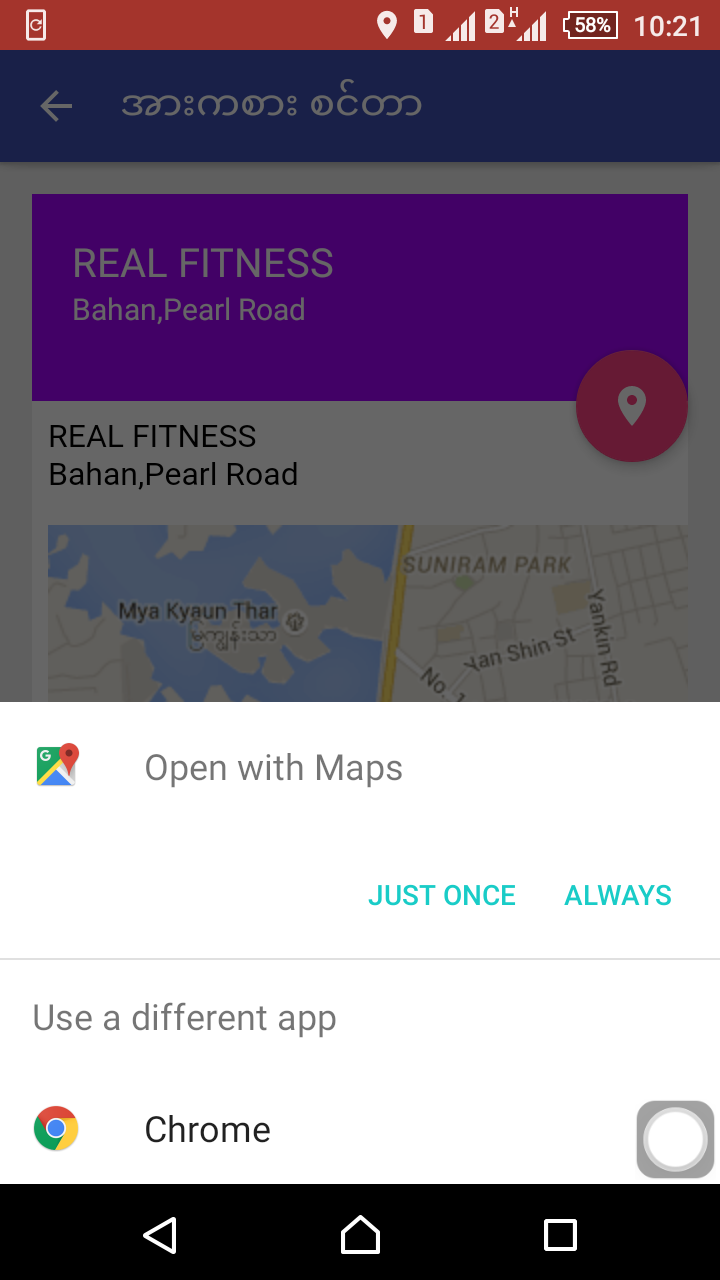 1 2 H 58% 10:21
အားကစား စင်တာ
REAL FITNESS
Bahan,Pearl Road
REAL FITNESS
Bahan,Pearl Road
SUNIRAM PARK
Mya Kyaun Thar
မြကျွန်းသာ
Yan Shin St
Yankin Rd
No. 1
G
Open with Maps
JUST ONCE ALWAYS
Use a different app
Chrome